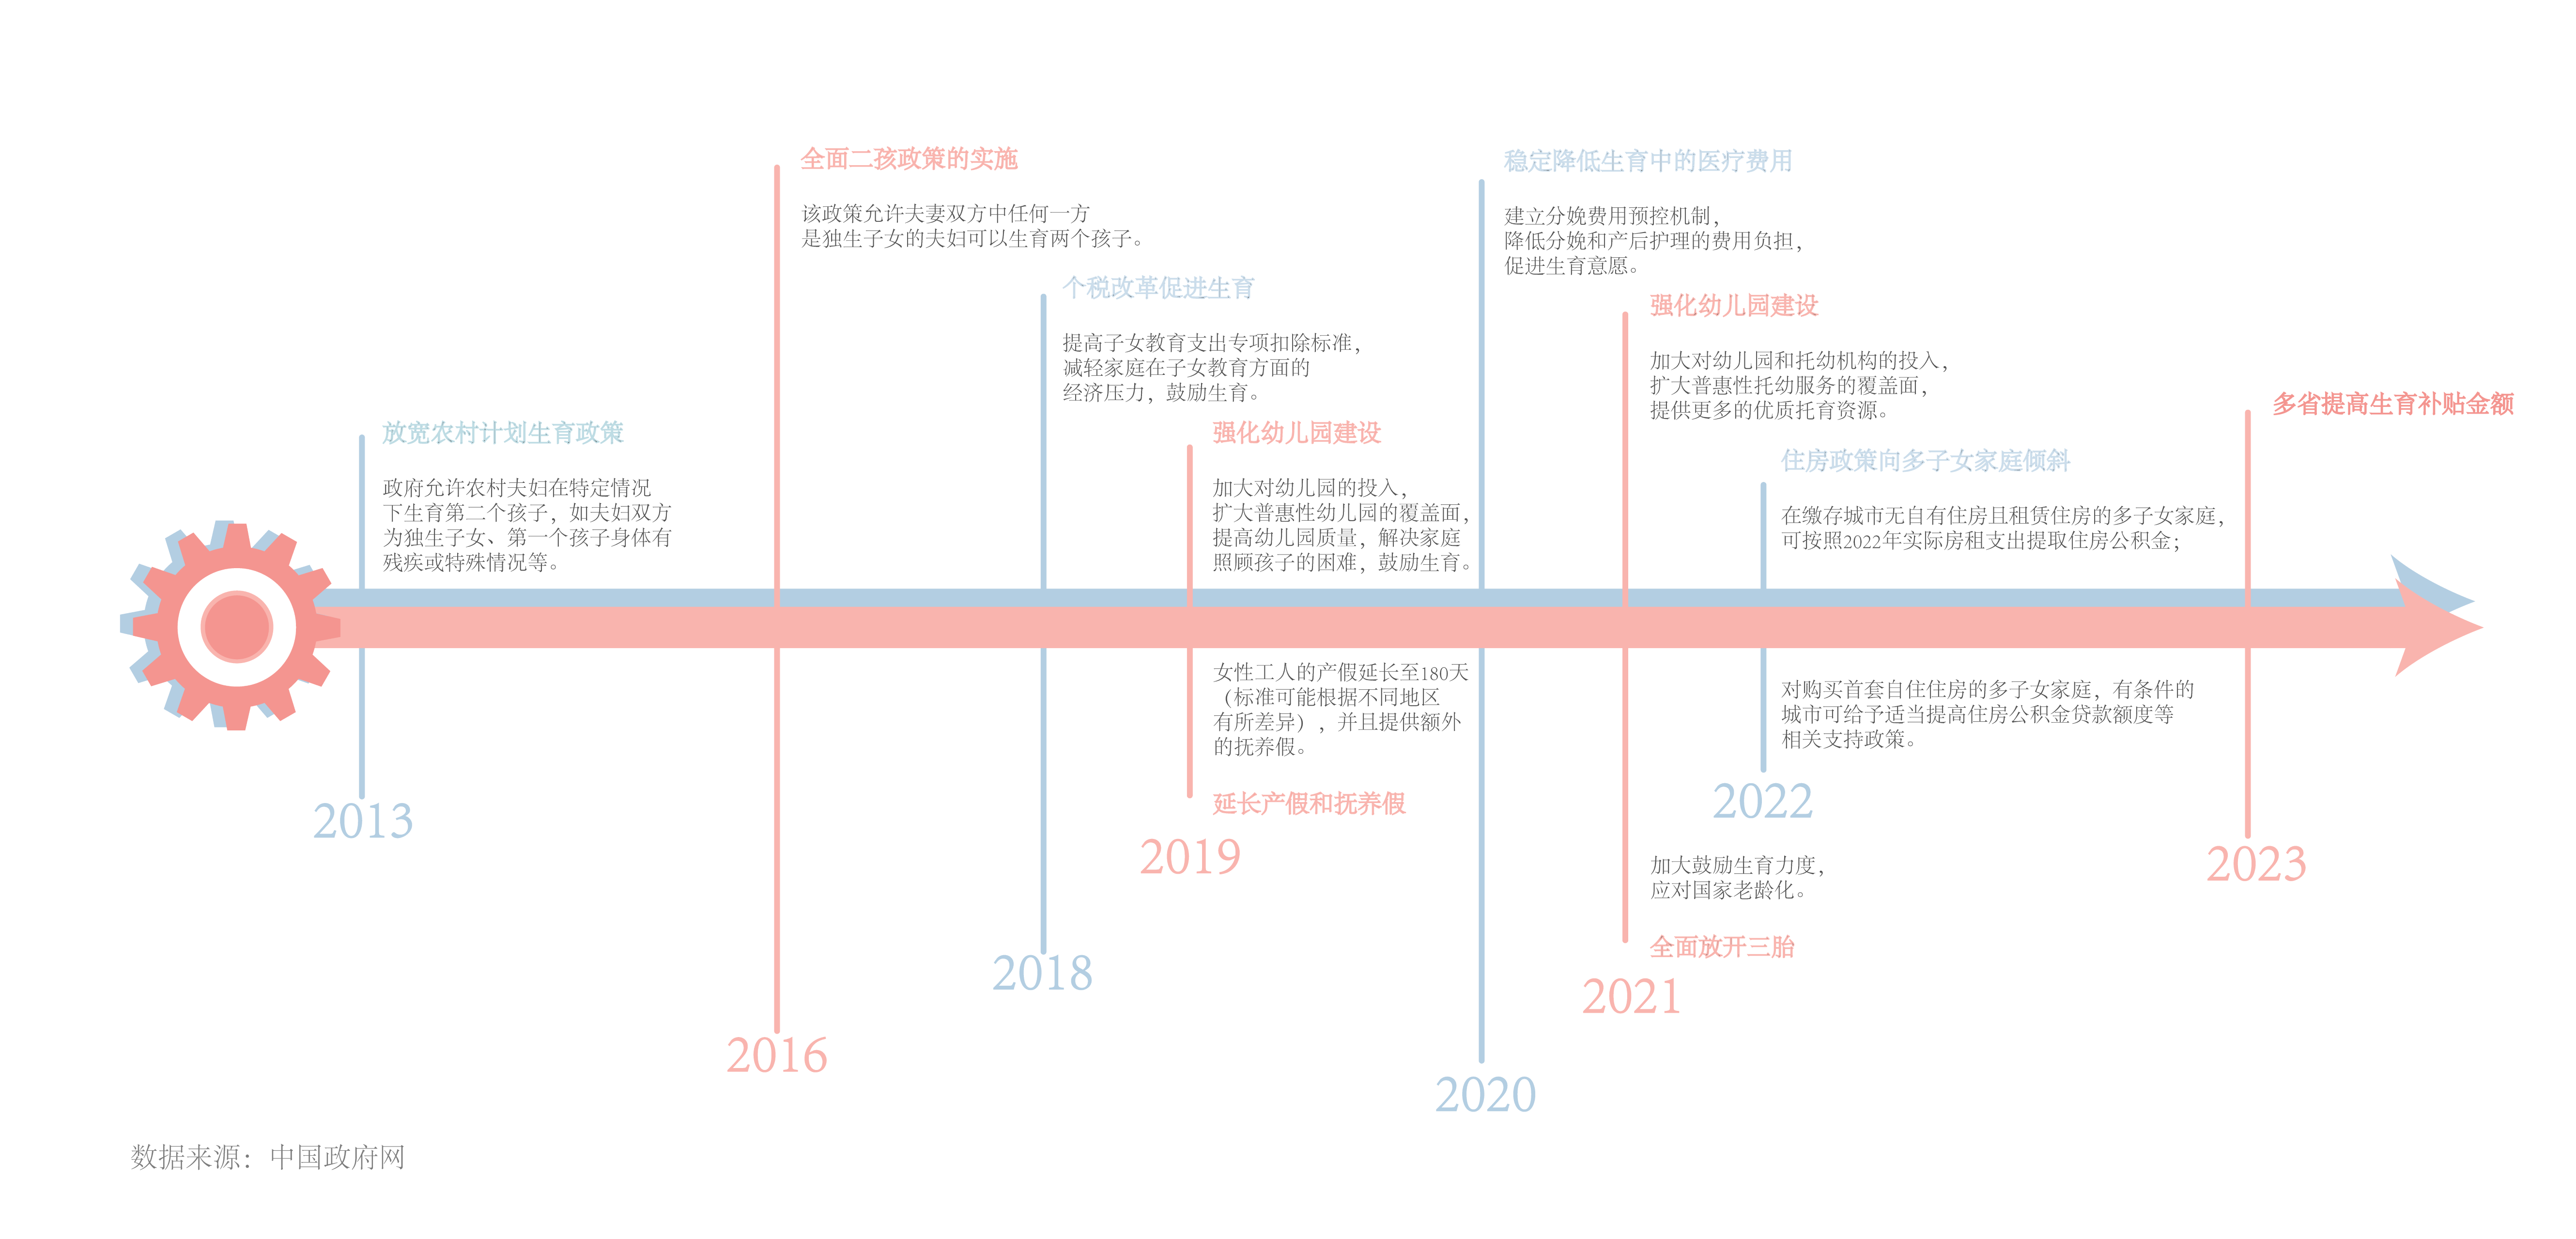 放宽农村计划生育政策
政府允许农村夫妇在特定情况
下生育第二个孩子，如夫妇双方
为独生子女、第一个孩子身体有
残疾或特殊情况等。
2013
全面二孩政策的实施
该政策允许夫妻双方中任何一方
是独生子女的夫妇可以生育两个孩子。
2016
个税改革促进生育
提高子女教育支出专项扣除标准，
减轻家庭在子女教育方面的
经济压力，鼓励生育。
2018
强化幼儿园建设
加大对幼儿园的投入，
扩大普惠性幼儿园的覆盖面，
提高幼儿园质量，解决家庭
照顾孩子的困难，鼓励生育。
女性工人的产假延长至180天
（标准可能根据不同地区
有所差异），并且提供额外
的抚养假。
延长产假和抚养假
2019
稳定降低生育中的医疗费用
建立分娩费用预控机制，
降低分娩和产后护理的费用负担，
促进生育意愿。
2020
强化幼儿园建设
加大对幼儿园和托幼机构的投入，
扩大普惠性托幼服务的覆盖面，
提供更多的优质托育资源。
加大鼓励生育力度，
应对国家老龄化。
全面放开三胎
2021
住房政策向多子女家庭倾斜
在缴存城市无自有住房且租赁住房的多子女家庭，
可按照2022年实际房租支出提取住房公积金；
对购买首套自住住房的多子女家庭，有条件的
城市可给予适当提高住房公积金贷款额度等
相关支持政策。
2022
多省提高生育补贴金额
2023
数据来源：中国政府网